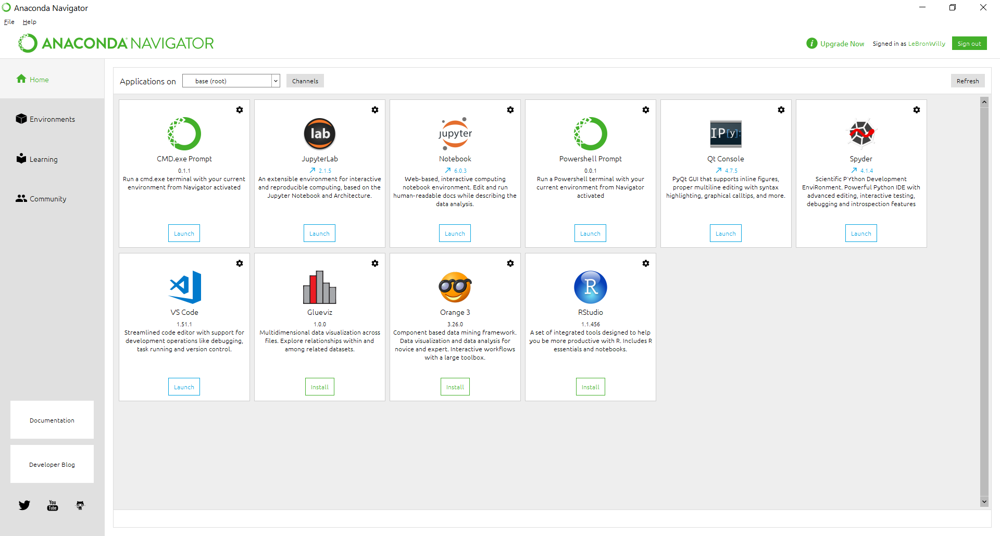 Anaconda Navigator
File Help
ANACONDA NAVIGATOR
i Upgrade Now Signed in as LeBronWilly Sign out
Home
Environments
Learning
Community
Documentation
Developer Blog
You
Tube
Applications on base (root) Channels Refresh
CMD.exe Prompt
0.1.1
Run a cmd.exe terminal with your current
environment from Navigator activated
Launch
lab
JupyterLab
2.1.5
An extensible environment for interactive
and reproducible computing, based on the
Jupyter Notebook and Architecture.
Launch
jupyter
Notebook
6.0.3
Web-based, interactive computing
notebook environment. Edit and run
human-readable docs while describing the
data analysis.
Launch
Powershell Prompt
0.0.1
Run a Powershell terminal with your
current environment from Navigator
activated
Launch
IP[y]:
Qt Console
4.7.5
PyQt GUI that supports inline figures,
proper multiline editing with syntax
highlighting, graphical calltips, and more.
Launch
Spyder
4.1.4
Scientific PYthon Development
EnviRonment. Powerful Python IDE with
advanced editing, interactive testing,
debugging and introspection features
Launch
VS Code
1.51.1
Streamlined code editor with support for
development operations like debugging,
task running and version control.
Launch
Glueviz
1.0.0
Multidimensional data visualization across
files. Explore relationships within and
among related datasets.
Install
Orange 3
3.26.0
Component based data mining framework.
Data visualization and data analysis for
novice and expert. Interactive workflows
with a large toolbox.
Install
R
RStudio
1.1.456
A set of integrated tools designed to help
you be more productive with R. Includes R
essentials and notebooks.
Install